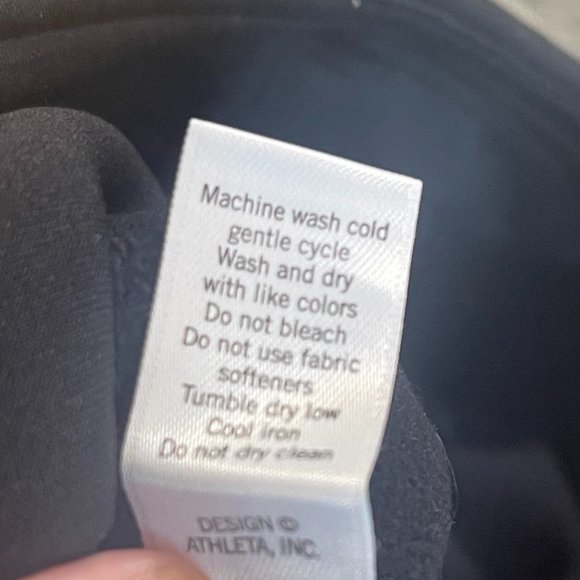 Machine wash cold
gentle cycle
Wash and dry
with like colors
Do not bleach
Do not use fabric
softeners
Tumble dry low
Cool iron
Do not dry clean
DESIGN ©
ATHLETA, INC.